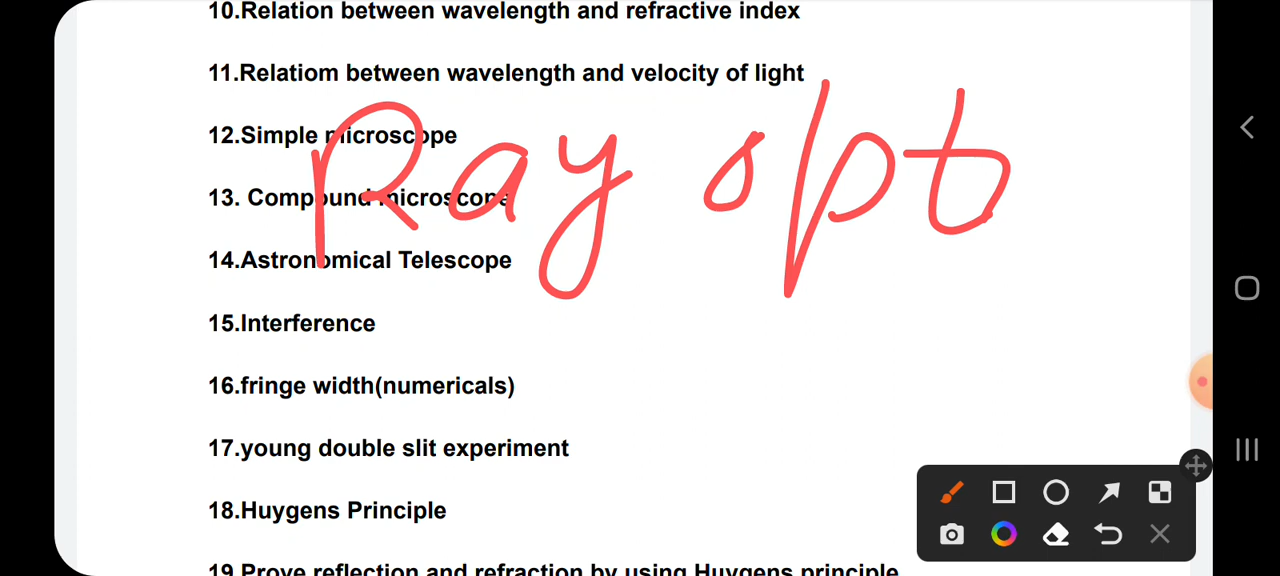 10.Relation between wavelength and refractive index
11.Relatiom between wavelength and velocity of light
12.Simple microscope
13. Compound microscope
14.Astronomical Telescope
15.Interference
16.fringe width(numericals)
17.young double slit experiment
18.Huygens Principle
19.Prove reflection and refraction by using Huygens principle
Ray opt